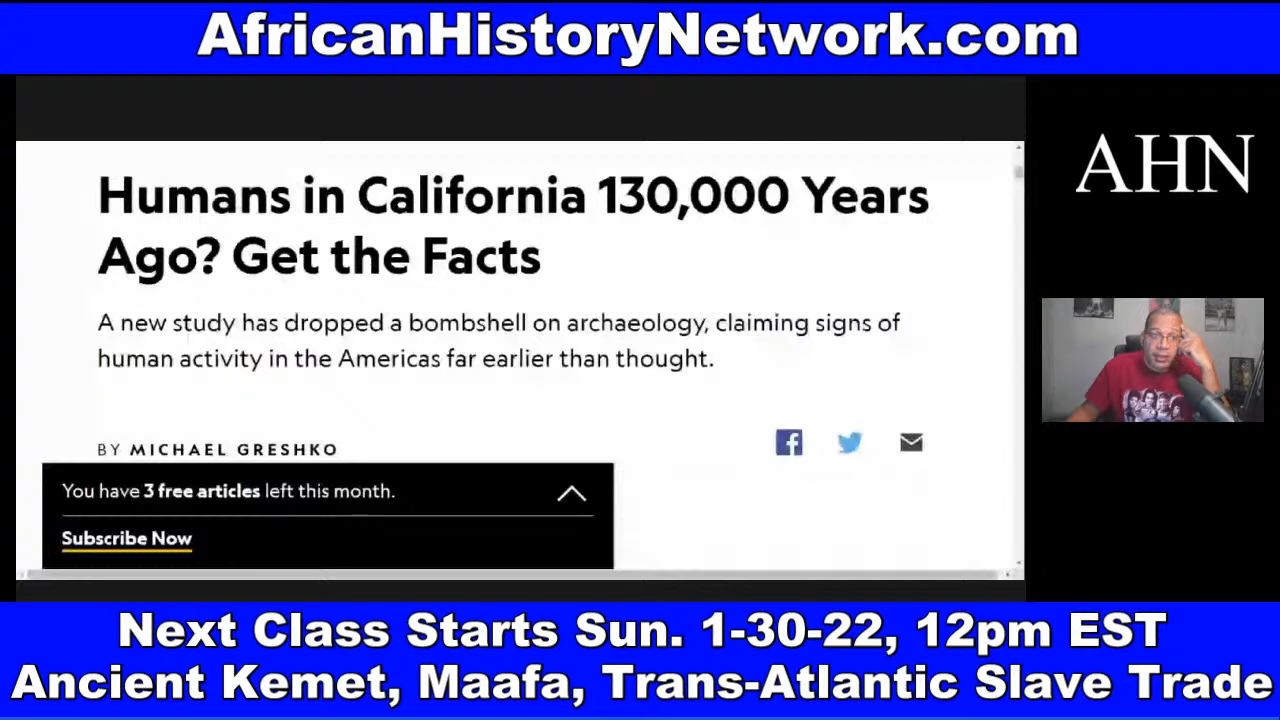 AfricanHistoryNetwork.com
AHN
Humans in California 130,000 Years
Ago? Get the Facts
A new study has dropped a bombshell on archaeology, claiming signs of
human activity in the Americas far earlier than thought.
BY MICHAEL GRESHKO
You have 3 free articles left this month.
Subscribe Now
Next Class Starts Sun. 1-30-22, 12pm EST
Ancient Kemet, Maafa, Trans-Atlantic Slave Trade